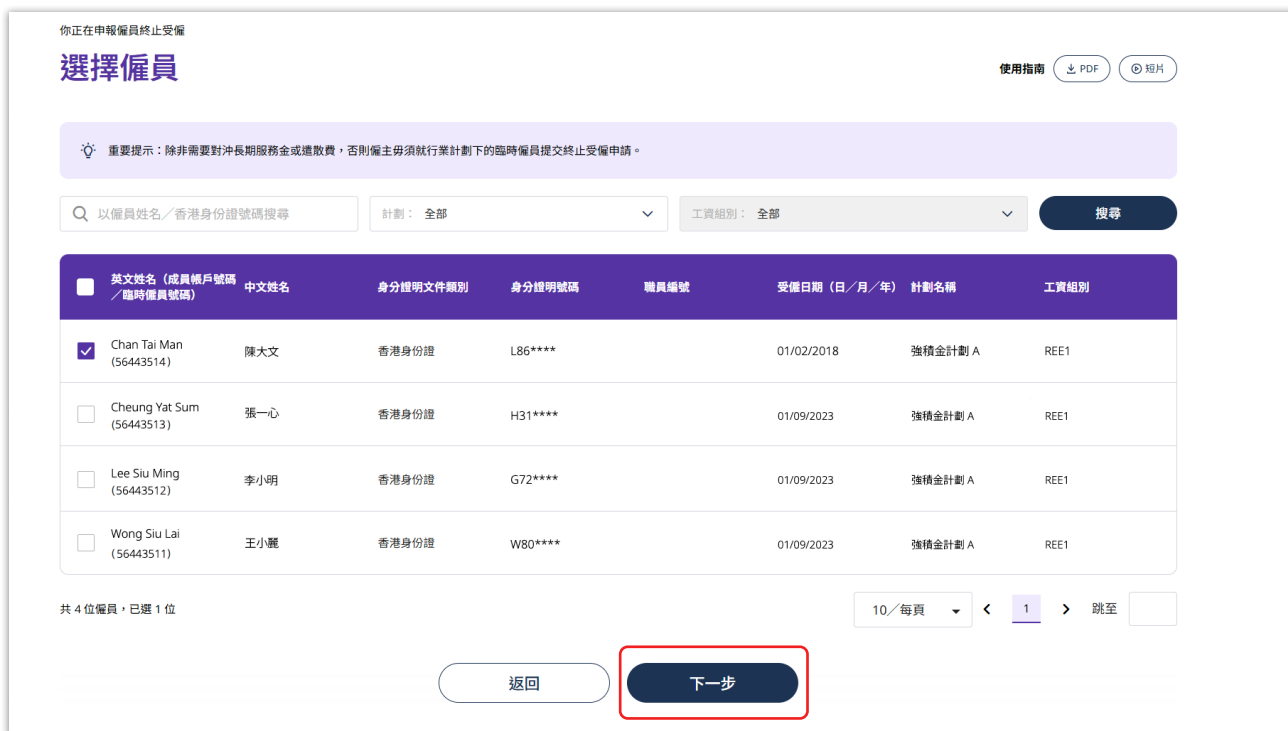 你正在申報僱員終止受僱
選擇僱員
使用指南 PDF 短片
重要提示：除非需要對沖長期服務金或遣散費，否則僱主毋須就行業計劃下的臨時僱員提交終止受僱申請。
以僱員姓名／香港身份證號碼搜尋 計劃： 全部 工資組別： 全部 搜尋
英文姓名（成員帳戶號碼／臨時僱員號碼） 中文姓名 身分證明文件類別 身分證明號碼 職員編號 受僱日期（日／月／年） 計劃名稱 工資組別
Chan Tai Man (56443514) 陳大文 香港身份證 L86**** 01/02/2018 強積金計劃 A REE1
Cheung Yat Sum (56443513) 張一心 香港身份證 H31**** 01/09/2023 強積金計劃 A REE1
Lee Siu Ming (56443512) 李小明 香港身份證 G72**** 01/09/2023 強積金計劃 A REE1
Wong Siu Lai (56443511) 王小麗 香港身份證 W80**** 01/09/2023 強積金計劃 A REE1
共 4 位僱員，已選 1 位 10／每頁 1 跳至
返回 下一步